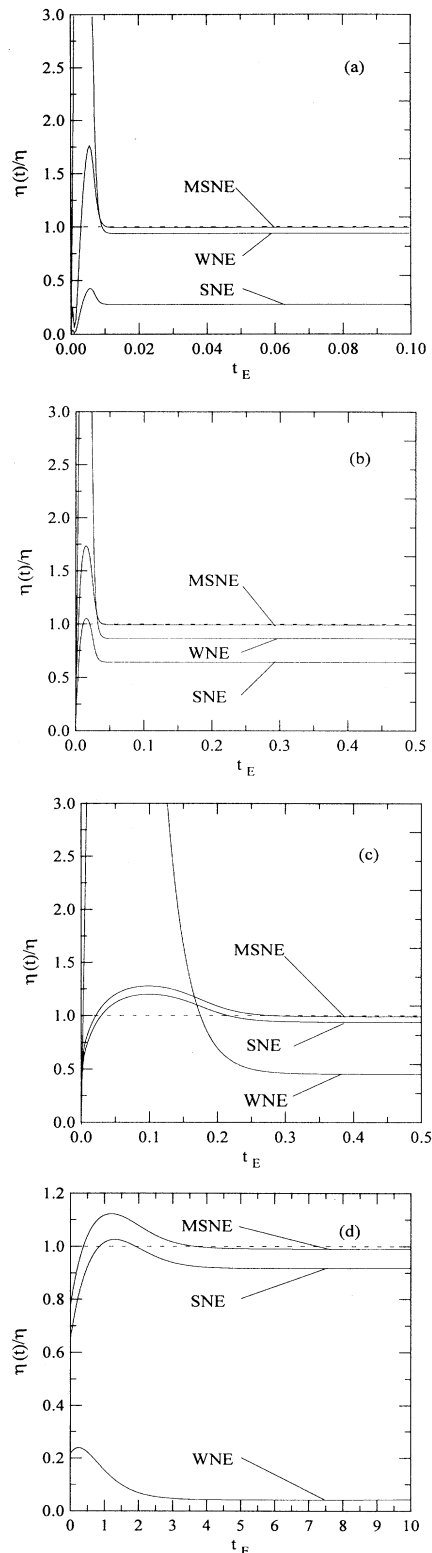 3.0
(a)
2.5
2.0
η(t)/η
1.5
MSNE
1.0
WNE
0.5
SNE
0.0
0.00 0.02 0.04 0.06 0.08 0.10
t E
3.0
(b)
2.5
2.0
η(t)/η
1.5
MSNE
1.0
WNE
0.5
SNE
0.0
0.0 0.1 0.2 0.3 0.4 0.5
t E
3.0
(c)
2.5
2.0
η(t)/η
1.5
MSNE
1.0
SNE
0.5
WNE
0.0
0.0 0.1 0.2 0.3 0.4 0.5
t E
1.2
MSNE (d)
1.0
SNE
0.8
η(t)/η
0.6
0.4
WNE
0.2
0.0
0 1 2 3 4 5 6 7 8 9 10
t E